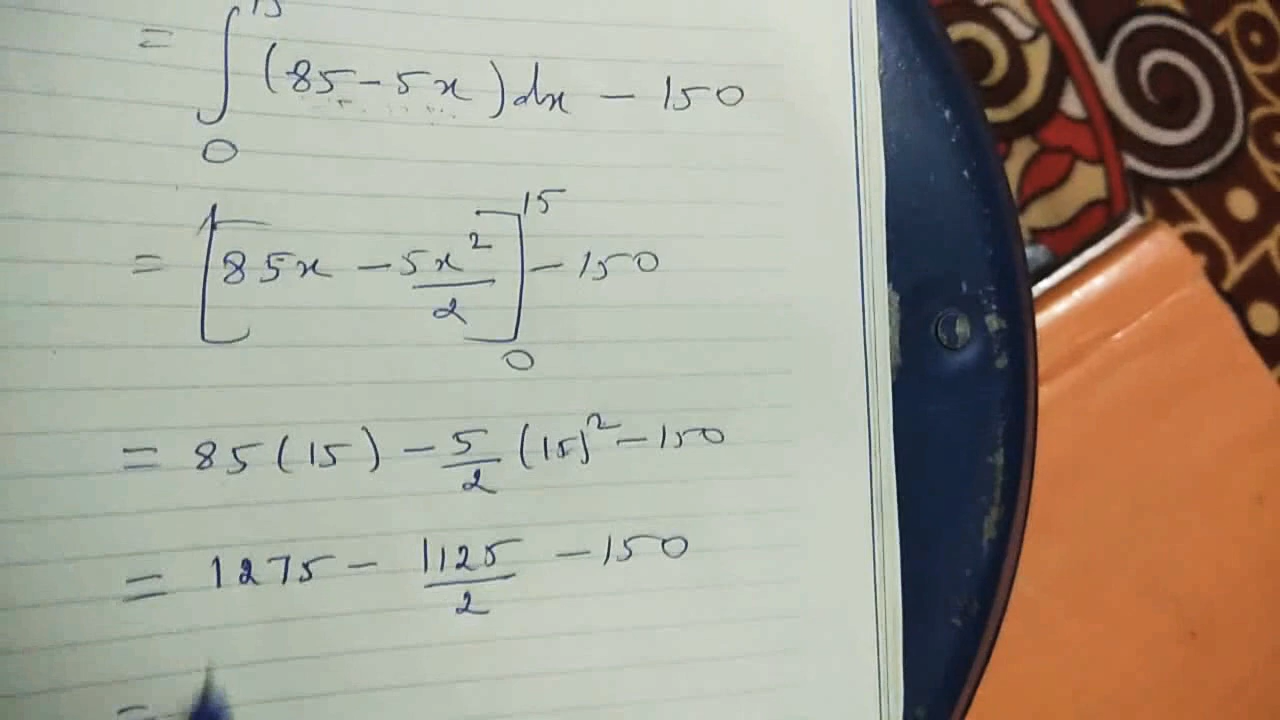 = ∫₀¹⁵ (85 - 5x) dx - 150
= [85x - 5x²/2]₀¹⁵ - 150
= 85(15) - 5/2 (15)² - 150
= 1275 - 1125/2 - 150
=